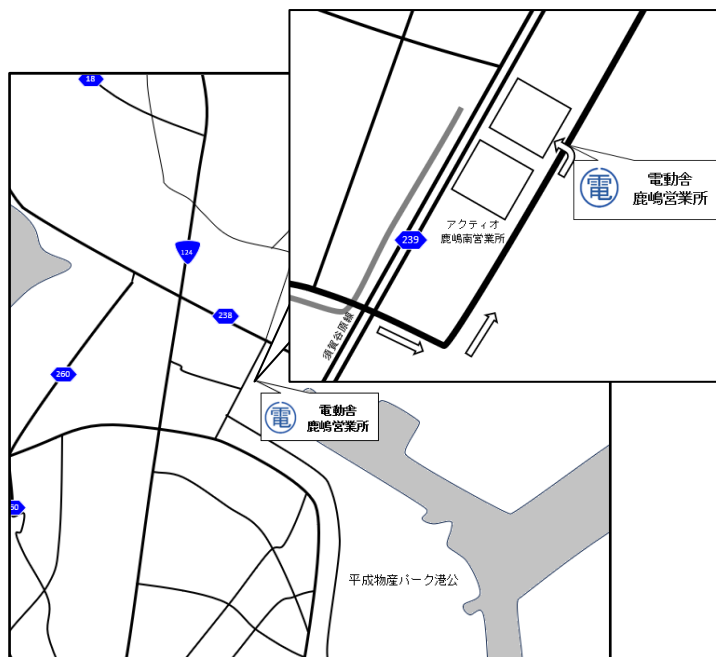 18
124
238
260
50
電
電動舎
鹿嶋営業所
平成物産パーク港公
239
須賀谷原線
アクティオ
鹿嶋南営業所
電
電動舎
鹿嶋営業所